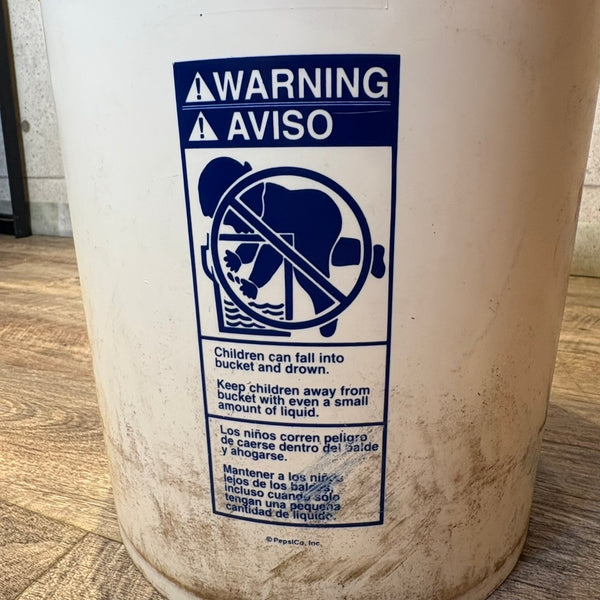 WARNING
AVISO
Children can fall into
bucket and drown.
Keep children away from
bucket with even a small
amount of liquid.
Los niños corren peligro
de caerse dentro del balde
y ahogarse.
Mantener a los niños
lejos de los baldes,
incluso cuando sólo
tengan una pequeña
cantidad de liquido.
© PepsiCo, Inc.